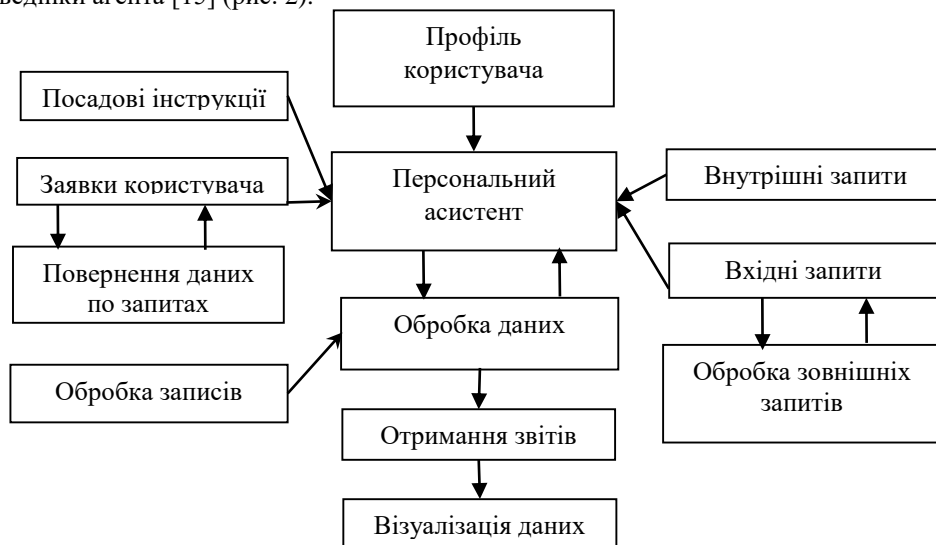 ведінки агента [15] (рис. 2).
Профіль
користувача
Посадові інструкції
Заявки користувача
Персональний
асистент
Внутрішні запити
Повернення даних
по запитах
Вхідні запити
Обробка даних
Обробка записів
Обробка зовнішніх
запитів
Отримання звітів
Візуалізація даних